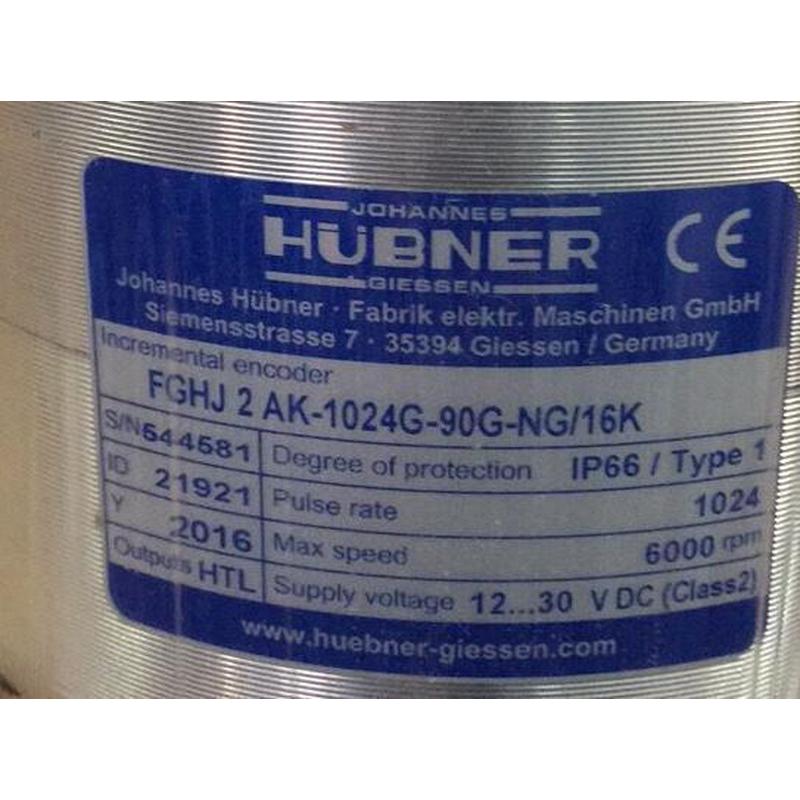 JOHANNES
HÜBNER
GIESSEN
CE
Johannes Hübner · Fabrik elektr. Maschinen GmbH
Siemensstrasse 7 · 35394 Giessen / Germany
Incremental encoder
FGHJ 2 AK-1024G-90G-NG/16K
S/N 544581 Degree of protection IP66 / Type 1
ID 21921 Pulse rate 1024
Y 2016 Max speed 6000 rpm
Outputs HTL Supply voltage 12...30 V DC (Class2)
www.huebner-giessen.com